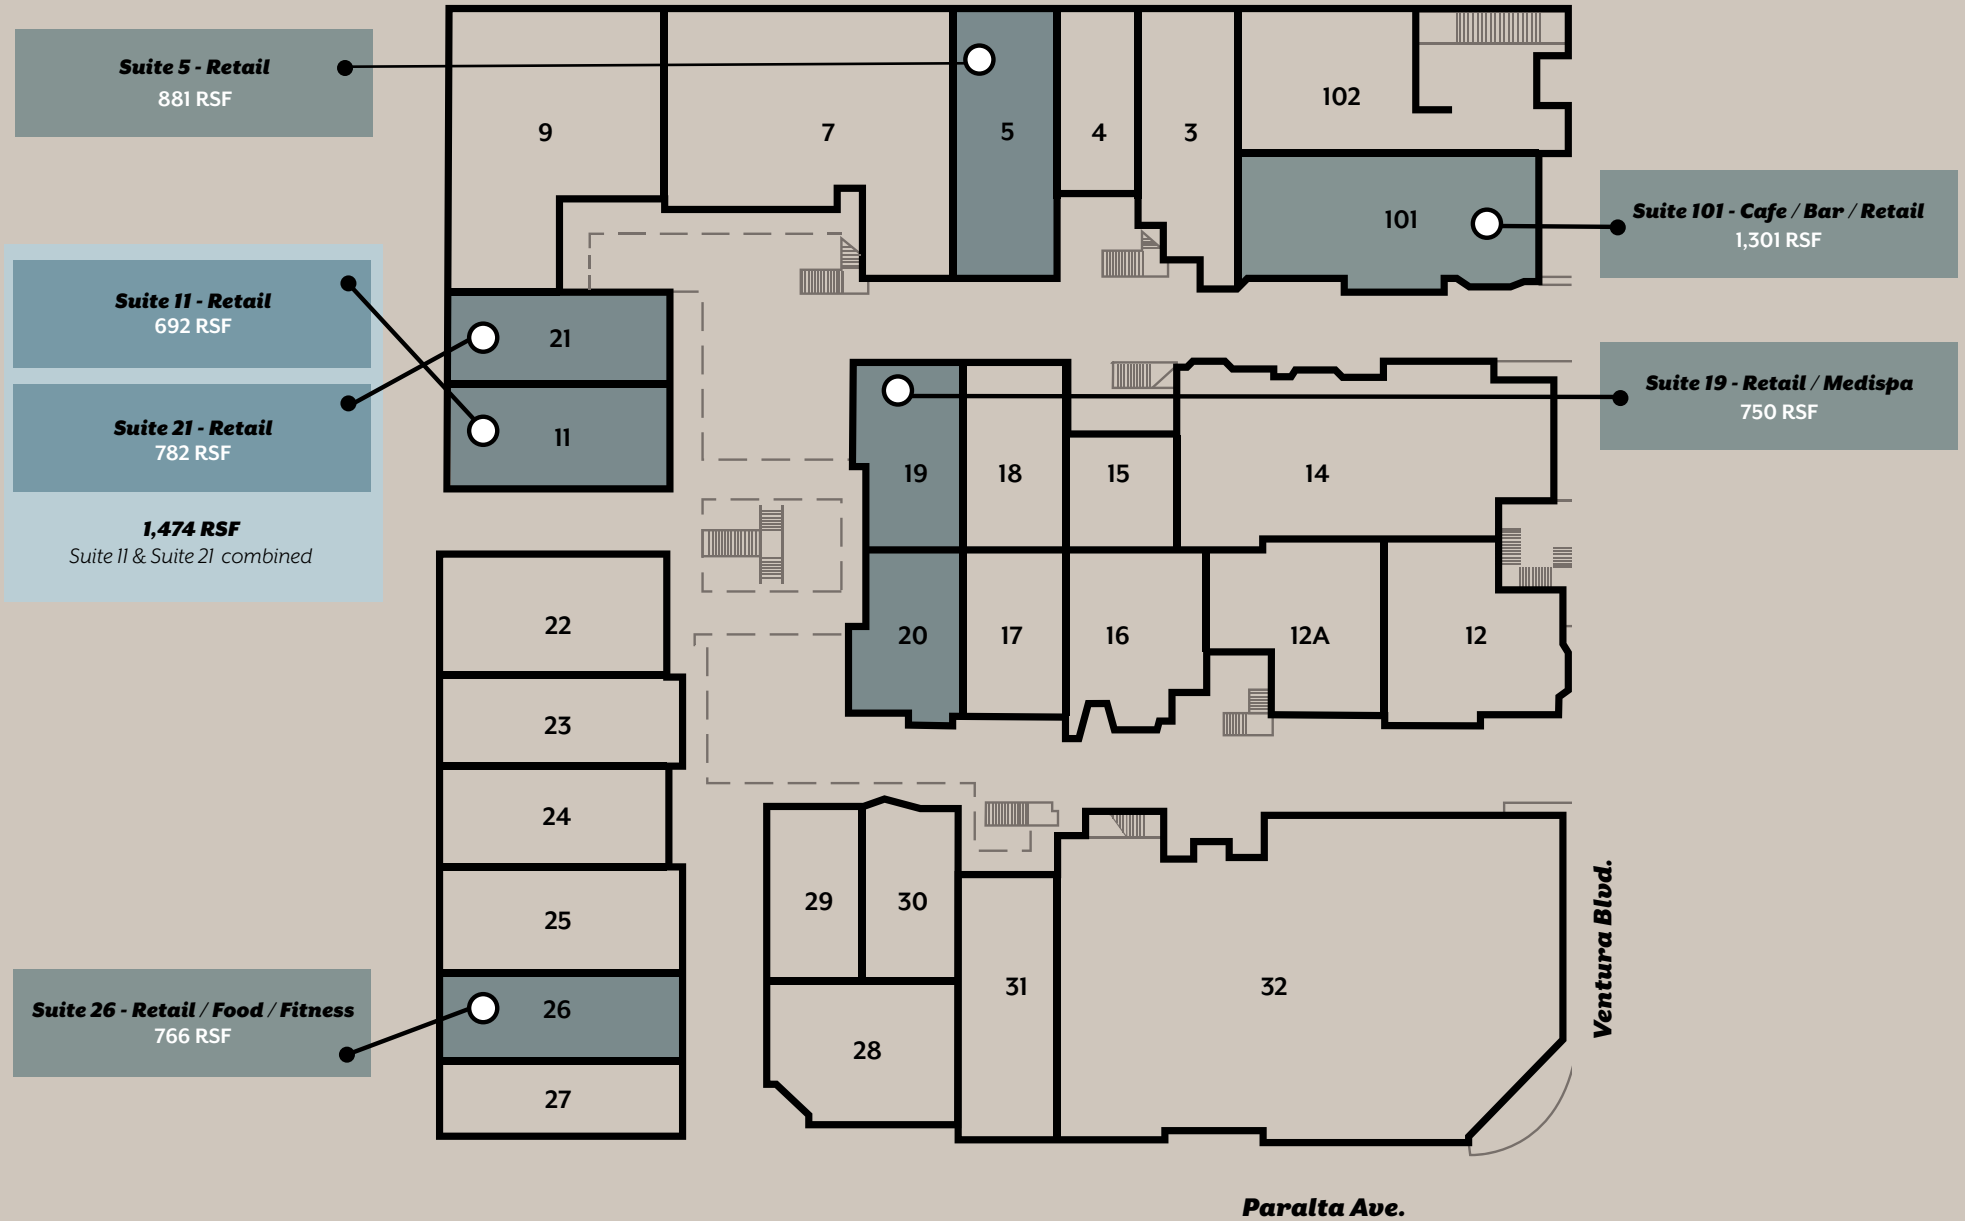 Suite 5 - Retail
881 RSF
Suite 11 - Retail
692 RSF
Suite 21 - Retail
782 RSF
1,474 RSF
Suite 11 & Suite 21 combined
Suite 26 - Retail / Food / Fitness
766 RSF
9
7
5
4
3
102
101
21
11
19
18
15
14
20
17
16
12A
12
22
23
24
25
26
27
29
30
28
31
32
Suite 101 - Cafe / Bar / Retail
1,301 RSF
Suite 19 - Retail / Medispa
750 RSF
Ventura Blvd.
Paralta Ave.